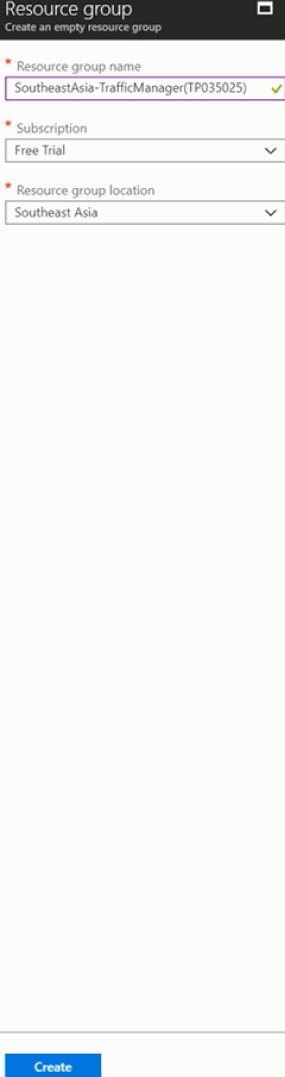 Resource group
Create an empty resource group
* Resource group name
SoutheastAsia-TrafficManager(TP035025)
* Subscription
Free Trial
* Resource group location
Southeast Asia
Create